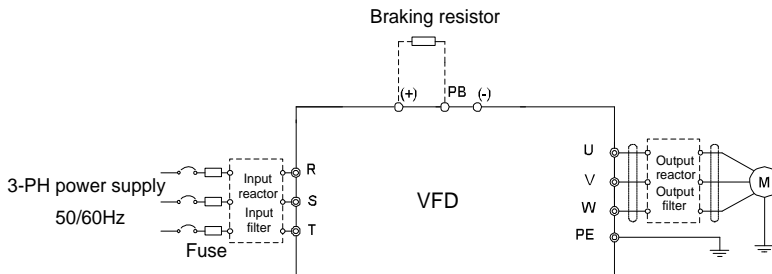 Braking resistor
(+)
PB
(-)
3-PH power supply
50/60Hz
Fuse
Input
reactor
Input
filter
R
S
T
VFD
U
V
W
PE
Output
reactor
Output
filter
M